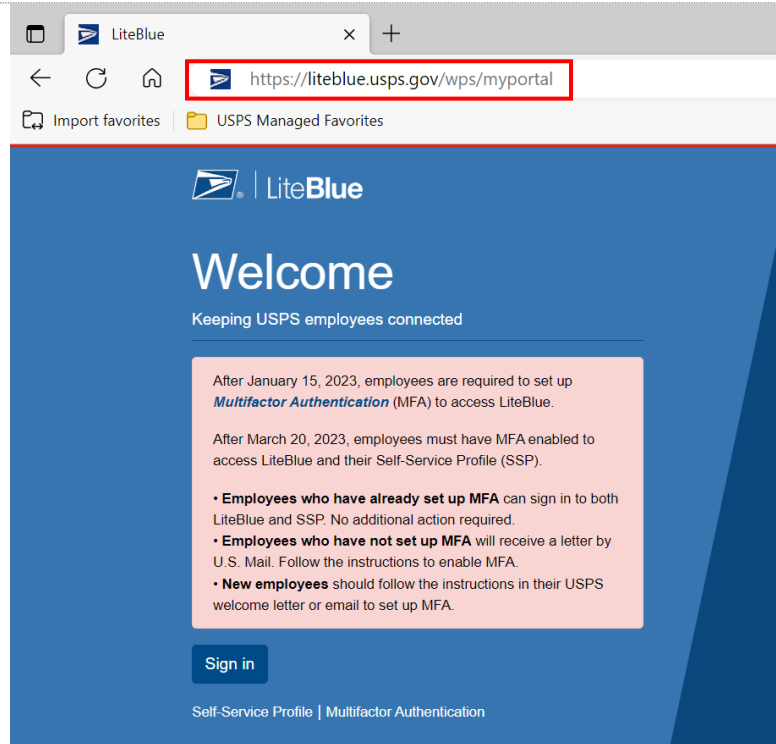 LiteBlue
https://liteblue.usps.gov/wps/myportal
Import favorites
USPS Managed Favorites
LiteBlue
Welcome
Keeping USPS employees connected
After January 15, 2023, employees are required to set up
Multifactor Authentication (MFA) to access LiteBlue.
After March 20, 2023, employees must have MFA enabled to
access LiteBlue and their Self-Service Profile (SSP).
• Employees who have already set up MFA can sign in to both
LiteBlue and SSP. No additional action required.
• Employees who have not set up MFA will receive a letter by
U.S. Mail. Follow the instructions to enable MFA.
• New employees should follow the instructions in their USPS
welcome letter or email to set up MFA.
Sign in
Self-Service Profile | Multifactor Authentication